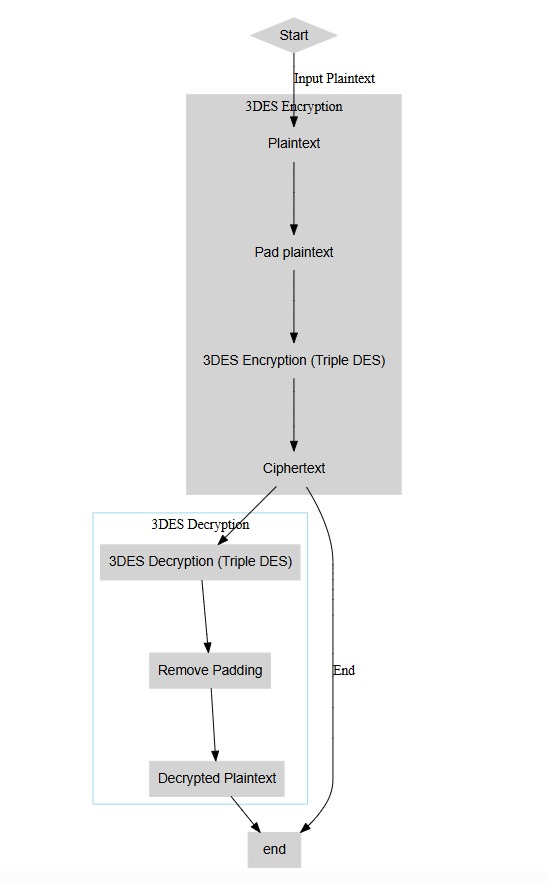 Start
Input Plaintext
3DES Encryption
Plaintext
Pad plaintext
3DES Encryption (Triple DES)
Ciphertext
3DES Decryption
3DES Decryption (Triple DES)
Remove Padding
End
Decrypted Plaintext
end